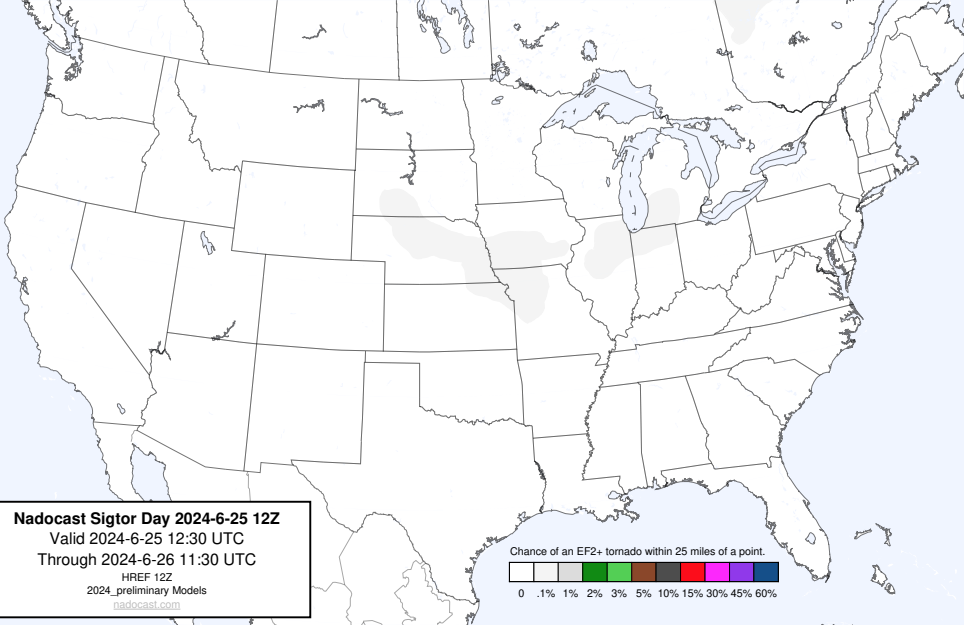 Nadocast Sigtor Day 2024-6-25 12Z
Valid 2024-6-25 12:30 UTC
Through 2024-6-26 11:30 UTC
HREF 12Z
2024_preliminary Models
nadocast.com
Chance of an EF2+ tornado within 25 miles of a point.
0 .1% 1% 2% 3% 5% 10% 15% 30% 45% 60%